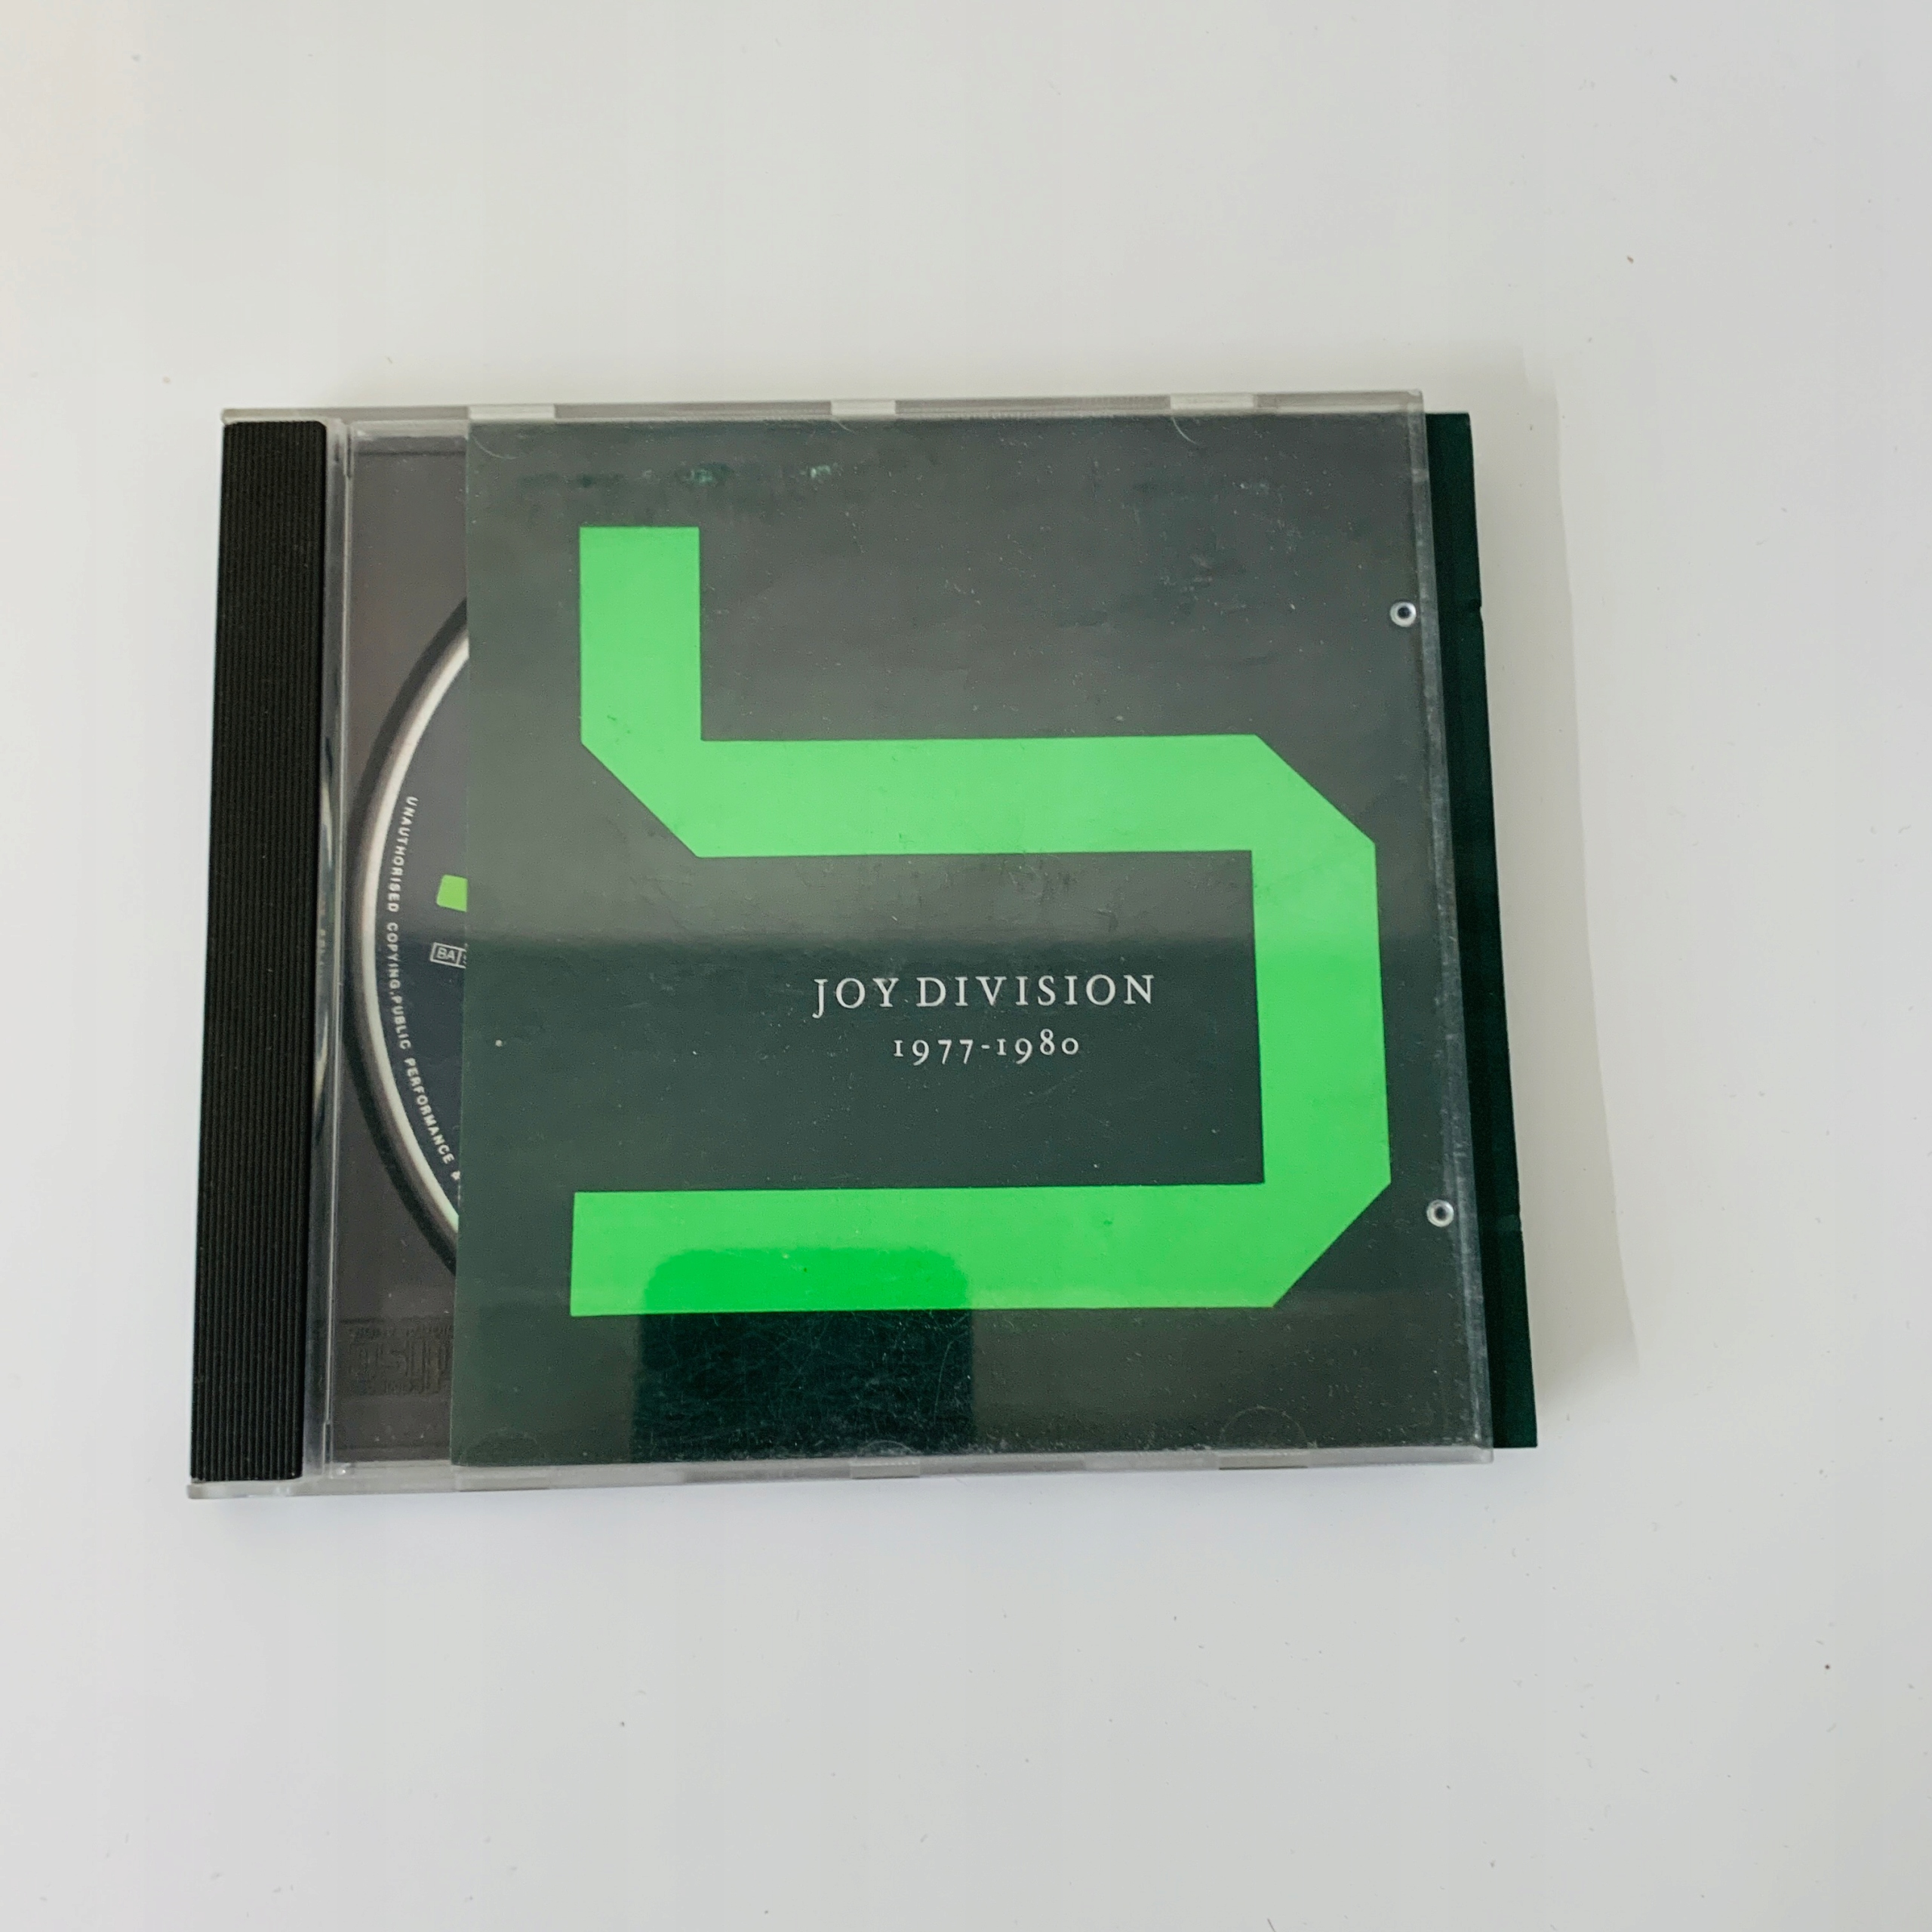 JOY DIVISION
1977-1980
UNAUTHORISED COPYING, PUBLIC PERFORMANCE &